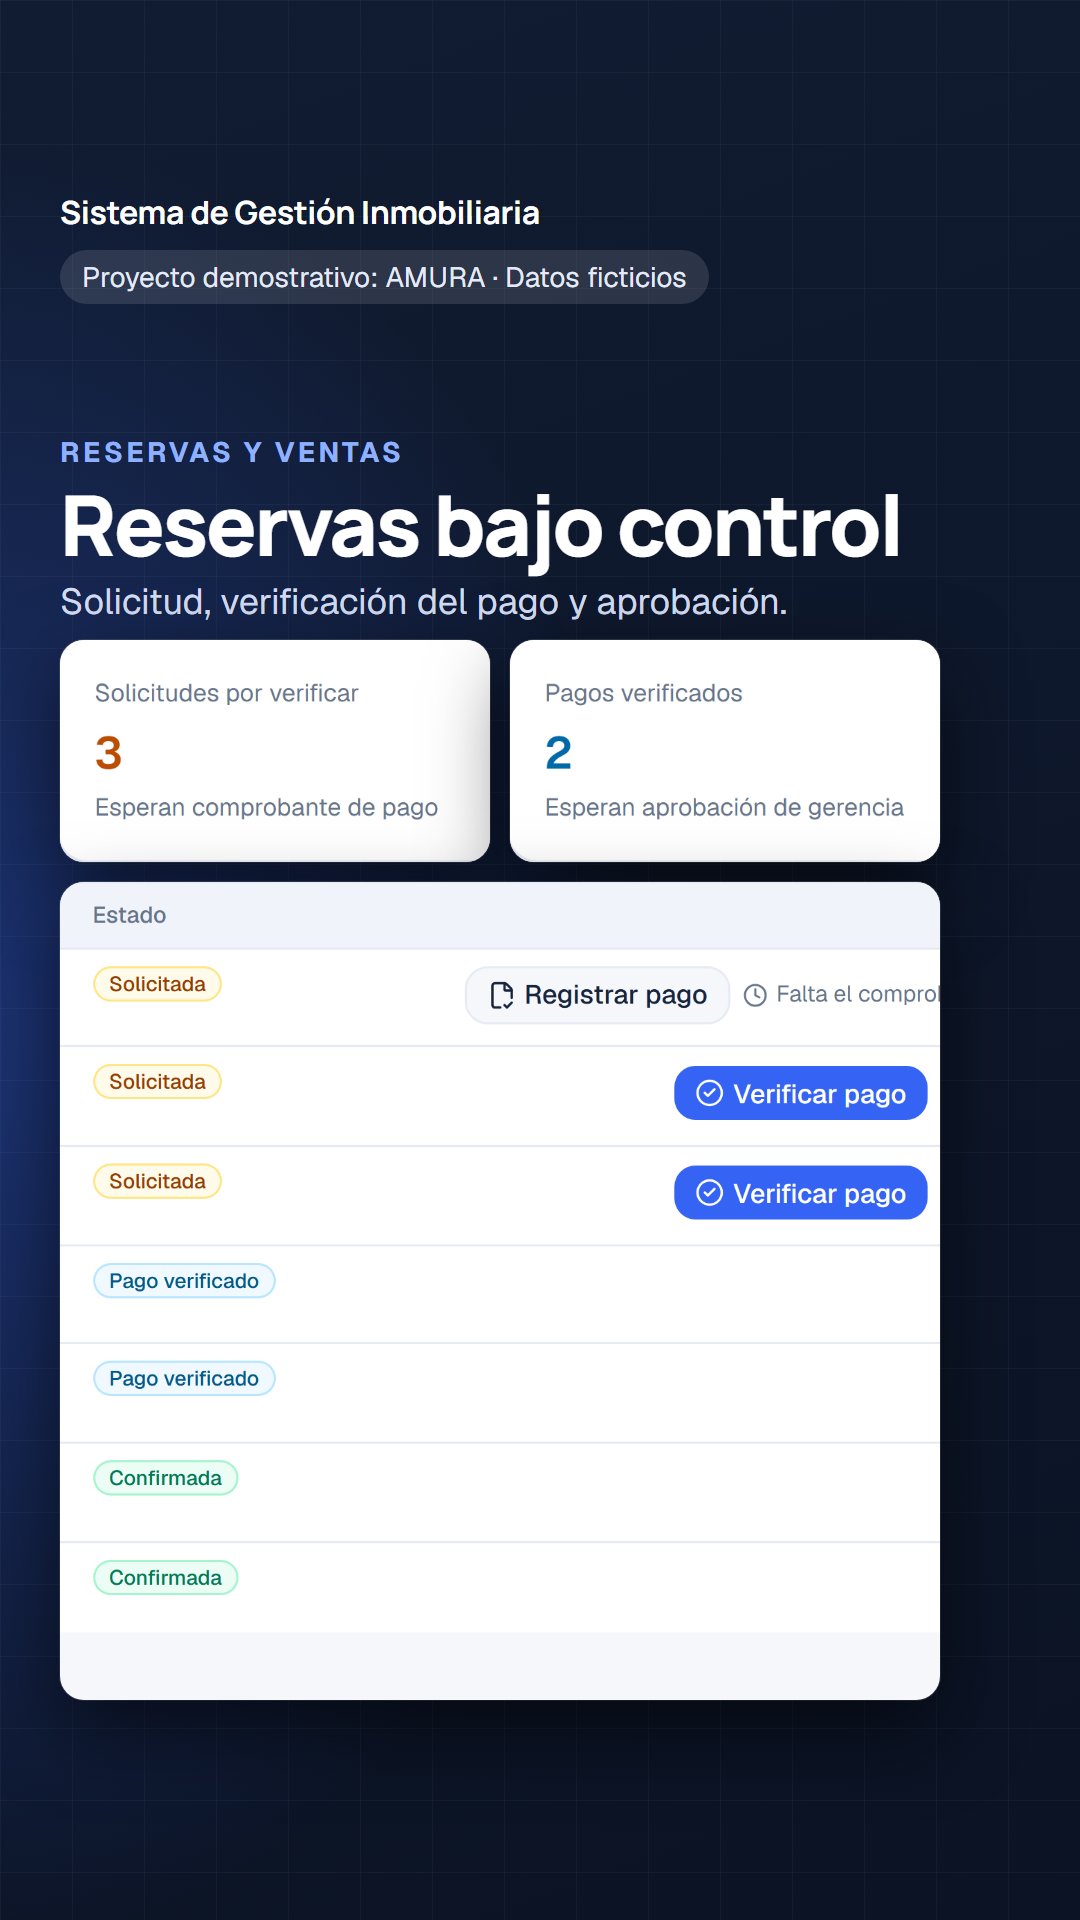 Sistema de Gestión Inmobiliaria
Proyecto demostrativo: AMURA · Datos ficticios
RESERVAS Y VENTAS
Reservas bajo control
Solicitud, verificación del pago y aprobación.
Solicitudes por verificar
3
Esperan comprobante de pago
Pagos verificados
2
Esperan aprobación de gerencia
Estado
Solicitada
Registrar pago
Falta el compro
Solicitada
Verificar pago
Solicitada
Verificar pago
Pago verificado
Pago verificado
Confirmada
Confirmada